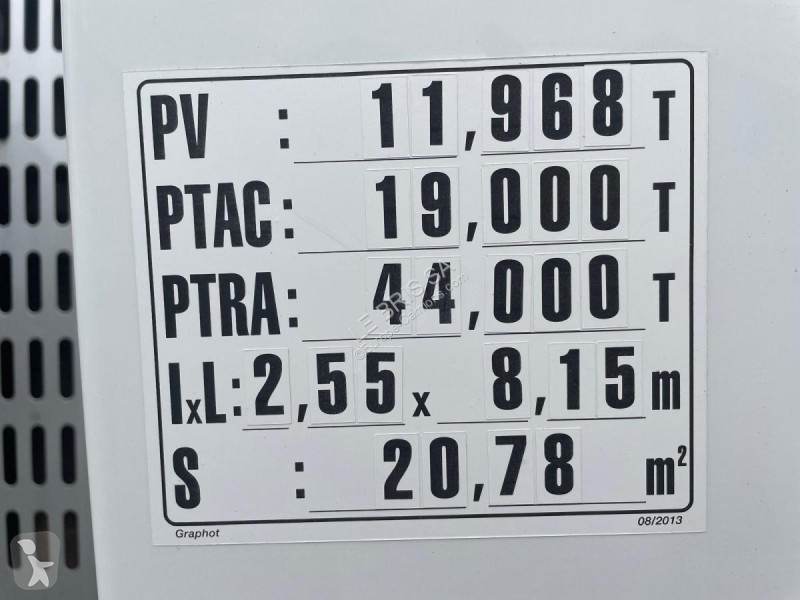 PV : 11,968 T
PTAC: 19,000 T
PTRA: 44,000 T
lxL: 2,55 x 8,15 m
S : 20,78 m²
Graphot 08/2013